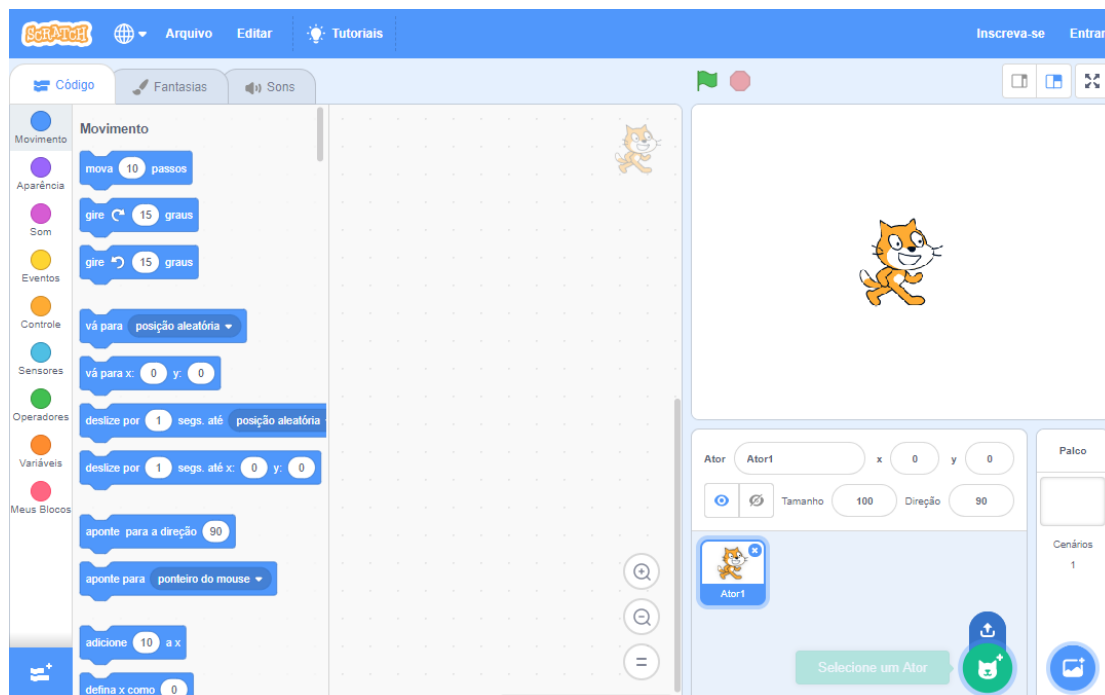 SCRATCH
Arquivo Editar Tutoriais Inscreva-se Entrar
Código Fantasias Sons
Movimento
Aparência
Som
Eventos
Controle
Sensores
Operadores
Variáveis
Meus Blocos
Movimento
mova 10 passos
gire 15 graus
gire 15 graus
vá para posição aleatória
vá para x: 0 y: 0
deslize por 1 segs. até posição aleatória
deslize por 1 segs. até x: 0 y: 0
aponte para a direção 90
aponte para ponteiro do mouse
adicione 10 a x
defina x como 0
Ator Ator1 x 0 y 0
Tamanho 100 Direção 90
Ator1
Selecione um Ator
Palco
Cenários
1